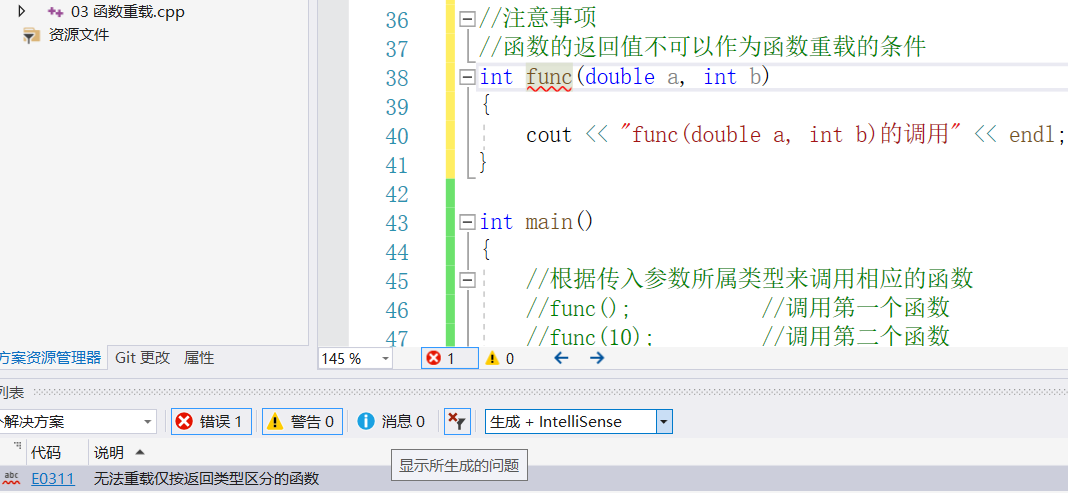 03 函数重载.cpp
资源文件
36 //注意事项
37 //函数的返回值不可以作为函数重载的条件
38 int func(double a, int b)
39 {
40 cout << "func(double a, int b)的调用" << endl;
41 }
42
43 int main()
44 {
45 //根据传入参数所属类型来调用相应的函数
46 //func(); //调用第一个函数
47 //func(10); //调用第二个函数
方案资源管理器 Git 更改 属性
145 % 1 0
列表
解决方案 错误 1 警告 0 消息 0 生成 + IntelliSense
代码 说明
显示所生成的问题
abc E0311 无法重载仅按返回类型区分的函数